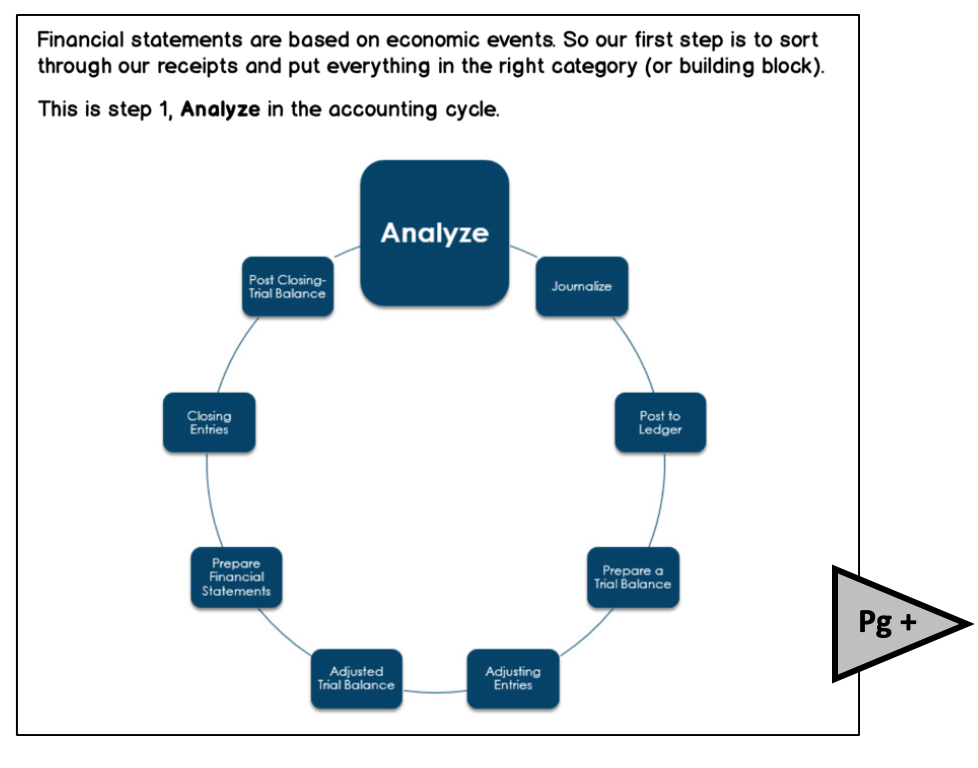 Financial statements are based on economic events. So our first step is to sort
through our receipts and put everything in the right category (or building block).
This is step 1, Analyze in the accounting cycle.
Analyze
Journalize
Post to
Ledger
Prepare a
Trial Balance
Adjusting
Entries
Adjusted
Trial Balance
Prepare
Financial
Statements
Closing
Entries
Post Closing-
Trial Balance
Pg +